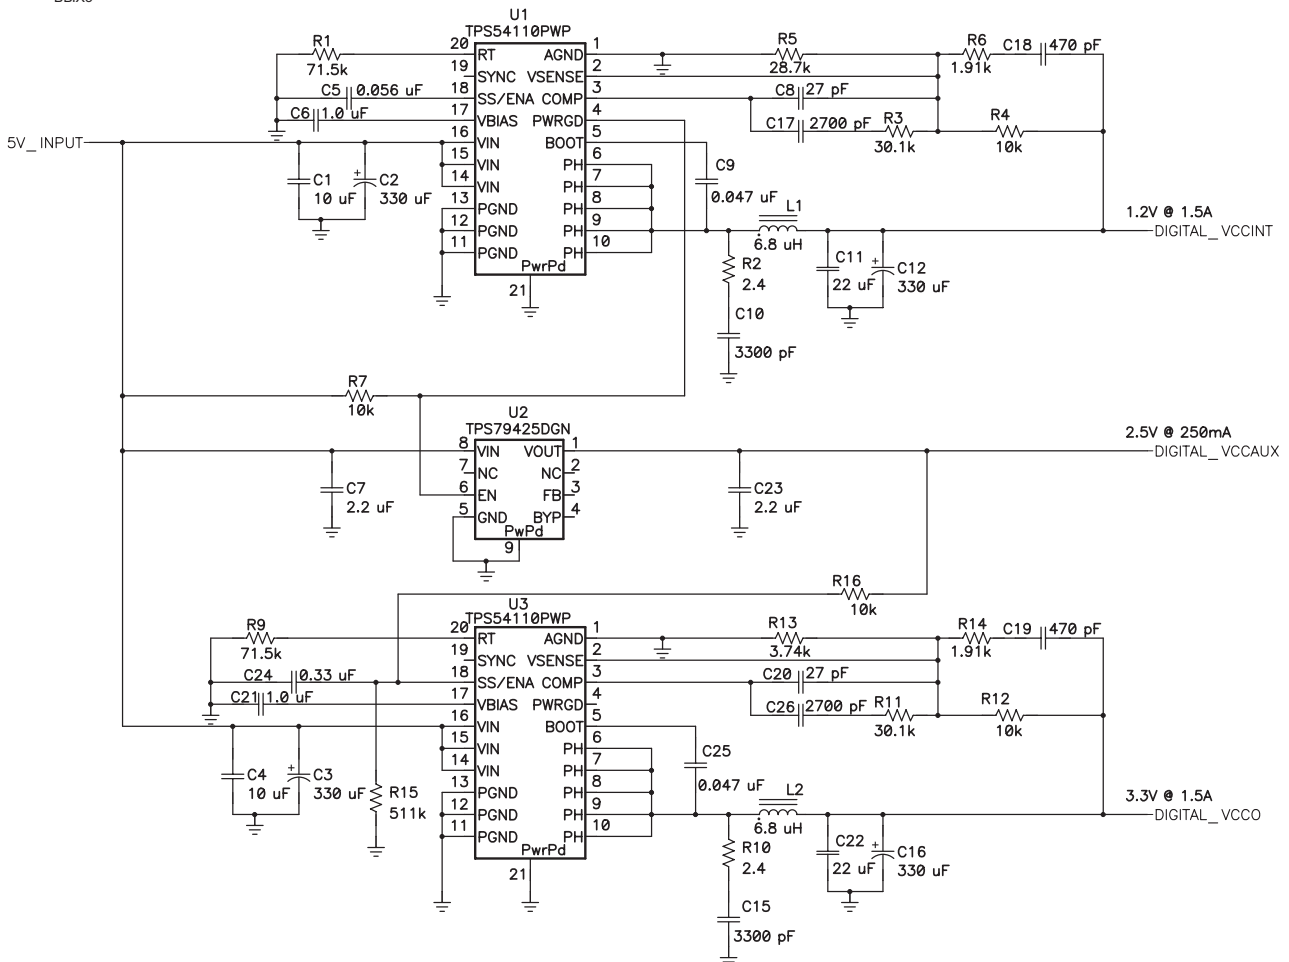 U1
TPS54110PWP
R1
71.5k
20
RT
AGND
1
R5
28.7k
R6
1.91k
C18
470 pF
19
SYNC
VSENSE
2
C5
0.056 uF
18
SS/ENA
COMP
3
C8
27 pF
C6
1.0 uF
17
VBIAS
PWRGD
4
C17
2700 pF
R3
30.1k
R4
10k
5V_INPUT
16
VIN
BOOT
5
15
VIN
PH
6
14
VIN
PH
7
13
PGND
PH
8
12
PGND
PH
9
11
PGND
PH
10
PwrPd
21
C1
10 uF
C2
330 uF
C9
0.047 uF
L1
6.8 uH
1.2V @ 1.5A
DIGITAL_VCCINT
R2
2.4
C10
3300 pF
C11
22 uF
C12
330 uF
R7
10k
U2
TPS79425DGN
8
VIN
VOUT
1
7
NC
NC
2
6
EN
FB
3
5
GND
BYP
4
PwPd
9
C7
2.2 uF
C23
2.2 uF
2.5V @ 250mA
DIGITAL_VCCAUX
R16
10k
U3
TPS54110PWP
R9
71.5k
20
RT
AGND
1
R13
3.74k
R14
1.91k
C19
470 pF
19
SYNC
VSENSE
2
C24
0.33 uF
18
SS/ENA
COMP
3
C20
27 pF
C21
1.0 uF
17
VBIAS
PWRGD
4
C26
2700 pF
R11
30.1k
R12
10k
16
VIN
BOOT
5
15
VIN
PH
6
14
VIN
PH
7
13
PGND
PH
8
12
PGND
PH
9
11
PGND
PH
10
PwrPd
21
C4
10 uF
C3
330 uF
R15
511k
C25
0.047 uF
L2
6.8 uH
3.3V @ 1.5A
DIGITAL_VCCO
R10
2.4
C15
3300 pF
C22
22 uF
C16
330 uF